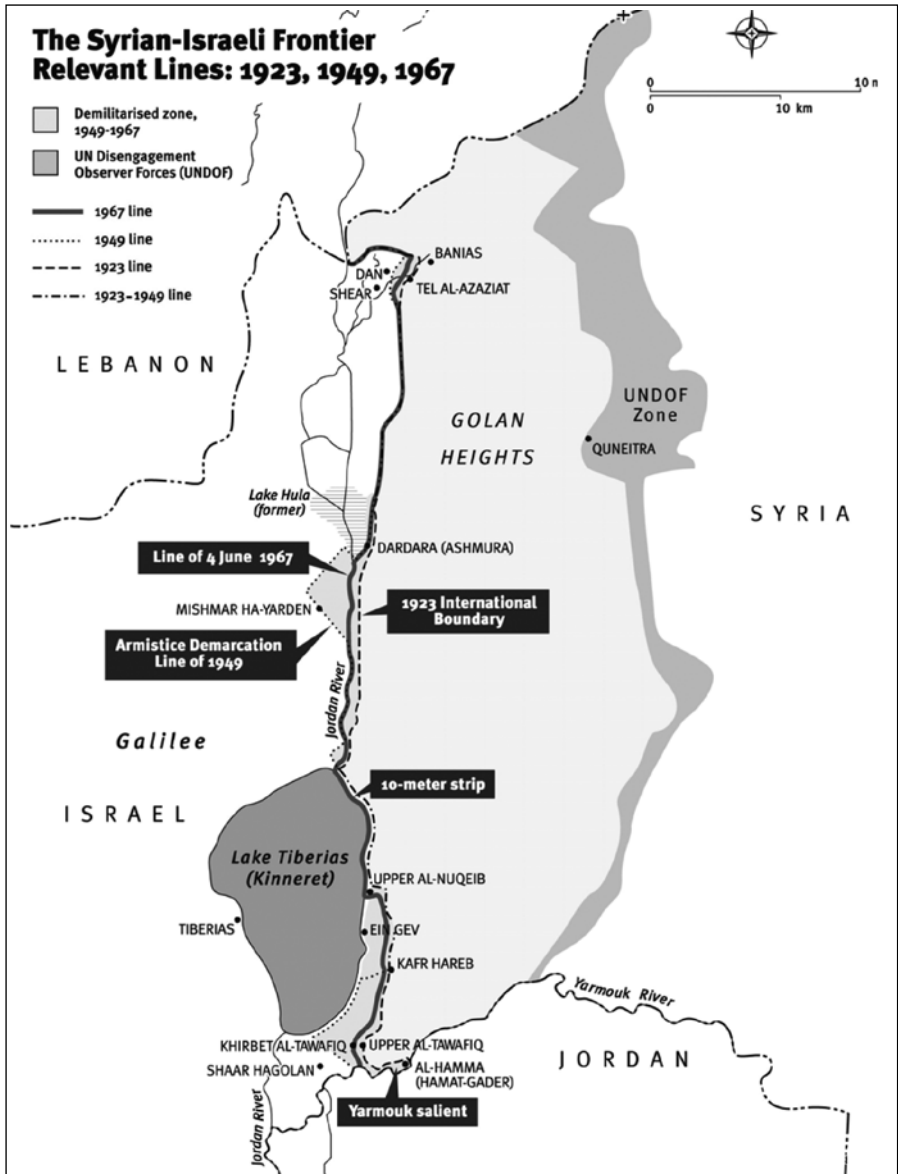 The Syrian-Israeli Frontier
Relevant Lines: 1923, 1949, 1967
Demilitarised zone,
1949-1967
UN Disengagement
Observer Forces (UNDOF)
1967 line
1949 line
1923 line
1923-1949 line
0 10 n
0 10 km
BANIAS
DAN
SHEAR
TEL AL-AZAZIAT
LEBANON
GOLAN
HEIGHTS
UNDOF
Zone
QUNEITRA
SYRIA
Lake Hula
(former)
DARDARA (ASHMURA)
Line of 4 June 1967
MISHMAR HA-YARDEN
1923 International
Boundary
Armistice Demarcation
Line of 1949
Jordan River
Galilee
10-meter strip
ISRAEL
Lake Tiberias
(Kinneret)
UPPER AL-NUQEIB
TIBERIAS
EIN GEV
KAFR HAREB
Yarmouk River
KHIRBET AL-TAWAFIQ
UPPER AL-TAWAFIQ
JORDAN
SHAAR HAGOLAN
AL-HAMMA
(HAMAT-GADER)
Yarmouk salient
Jordan River